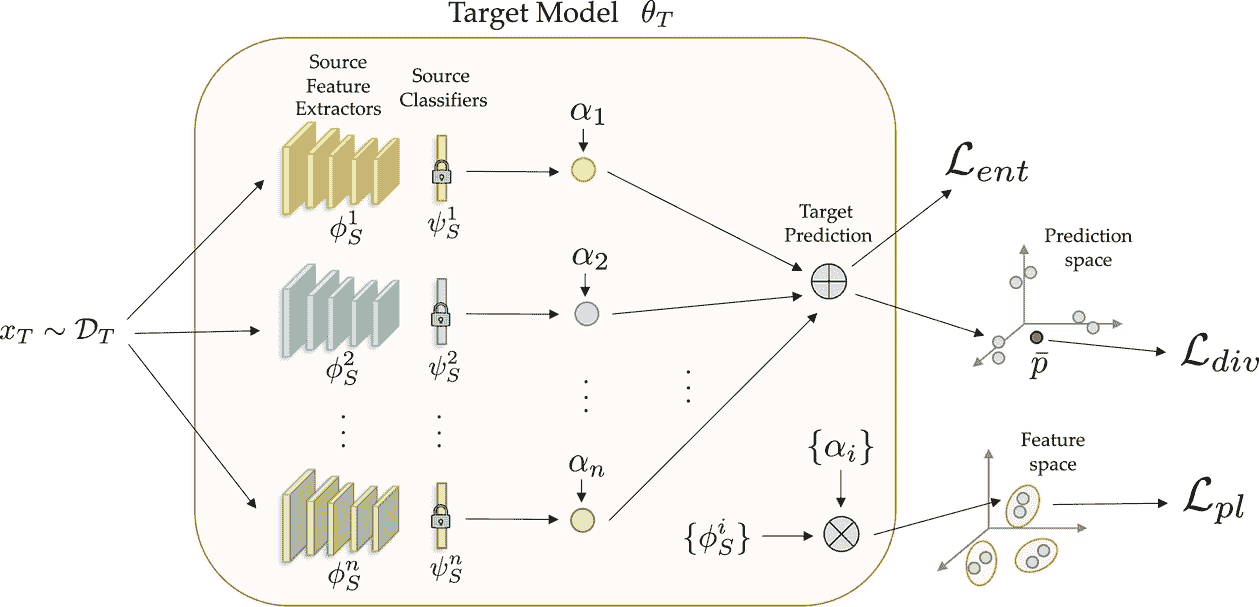 Target Model θ_T
Source
Feature
Extractors
Source
Classifiers
α_1
ϕ_S^1
ψ_S^1
ℒ_ent
Target
Prediction
Prediction
space
α_2
x_T ∼ 𝒟_T
ϕ_S^2
ψ_S^2
p̄
ℒ_div
⋮ ⋮ ⋮ ⋮
{α_i}
Feature
space
α_n
{ϕ_S^i}
ℒ_pl
ϕ_S^n
ψ_S^n